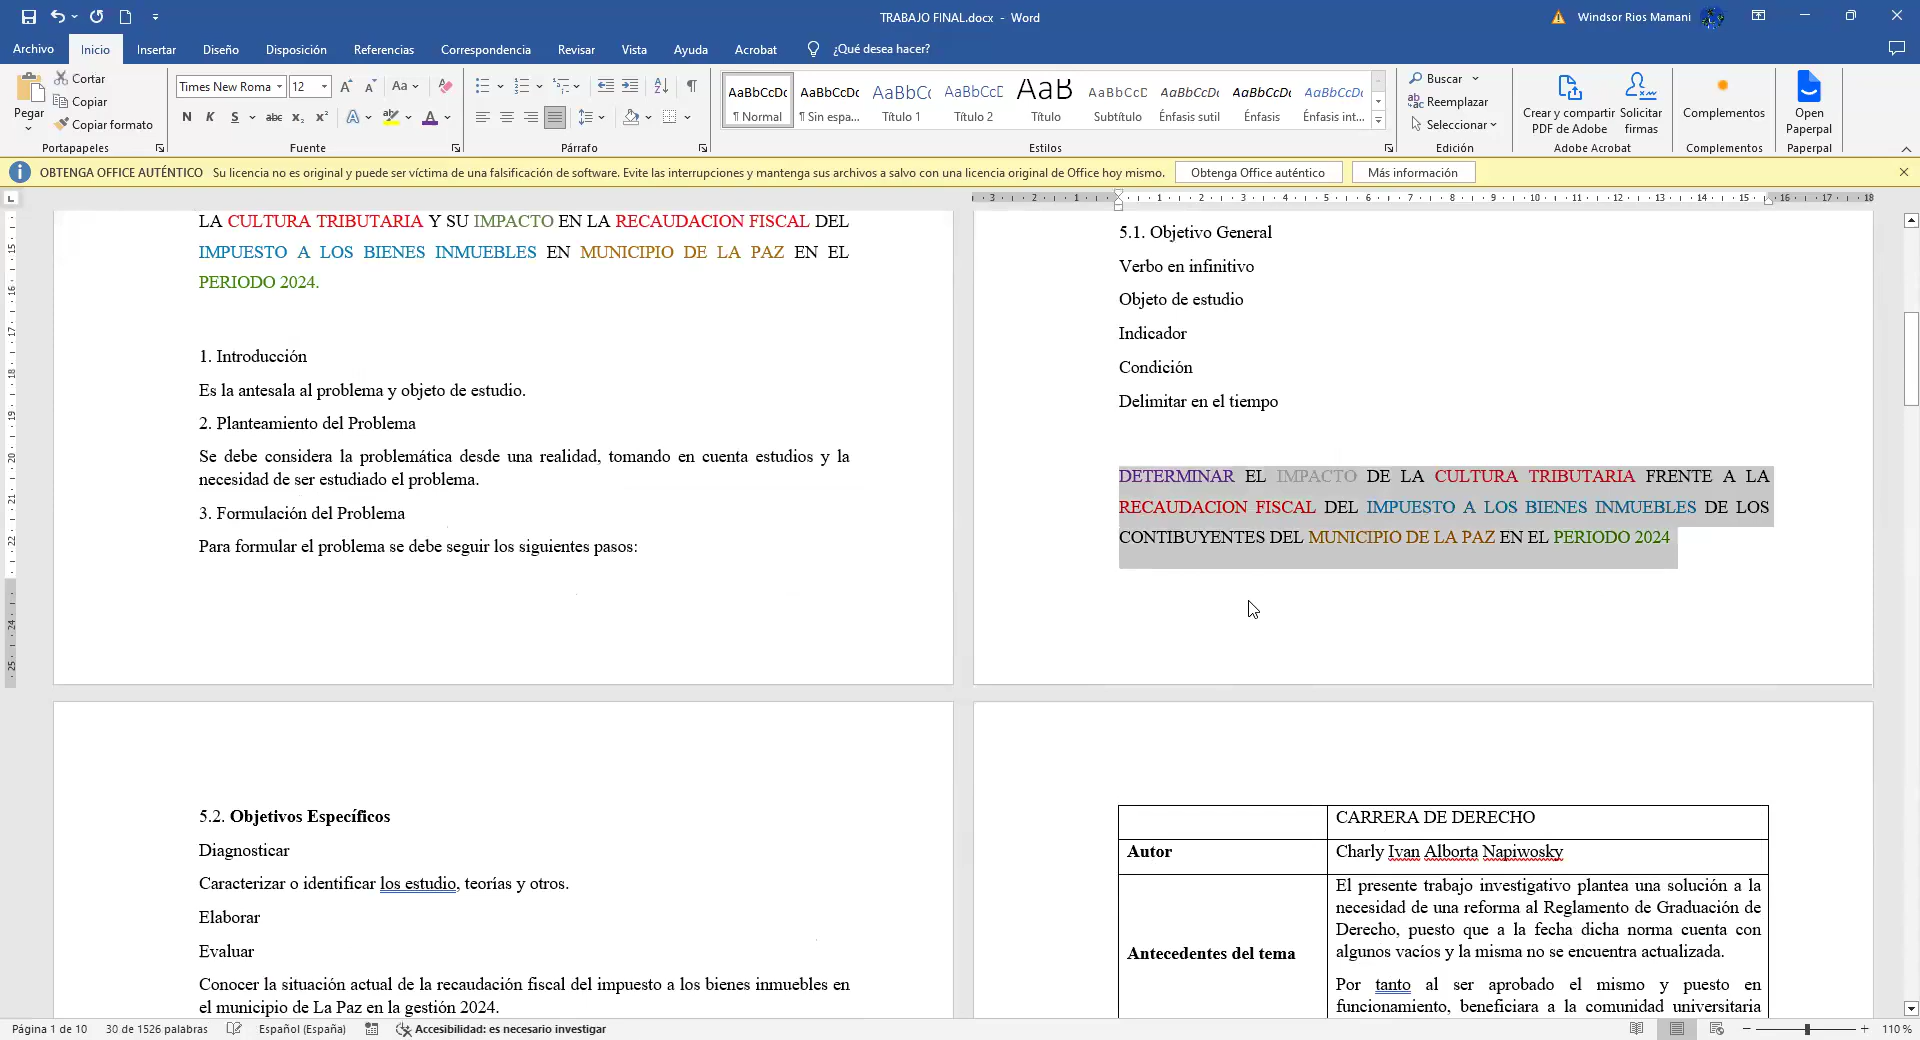 TRABAJO FINAL.docx - Word
Windsor Rios Mamani
Archivo Inicio Insertar Diseño Disposición Referencias Correspondencia Revisar Vista Ayuda Acrobat ¿Qué desea hacer?
Pegar
Cortar
Copiar
Copiar formato
Portapapeles
Times New Roma 12
N K S abc x₂ x²
Fuente
Párrafo
AaBbCcDc AaBbCcDc AaBbCc AaBbCcD AaB AaBbCcD AaBbCcDc AaBbCcDc AaBbCcDc
¶ Normal ¶ Sin espa... Título 1 Título 2 Título Subtítulo Énfasis sutil Énfasis Énfasis int...
Estilos
Buscar
Reemplazar
Seleccionar
Edición
Crear y compartir PDF de Adobe
Solicitar firmas
Adobe Acrobat
Complementos
Complementos
Open Paperpal
Paperpal
OBTENGA OFFICE AUTÉNTICO Su licencia no es original y puede ser víctima de una falsificación de software. Evite las interrupciones y mantenga sus archivos a salvo con una licencia original de Office hoy mismo. Obtenga Office auténtico Más información
LA CULTURA TRIBUTARIA Y SU IMPACTO EN LA RECAUDACION FISCAL DEL
IMPUESTO A LOS BIENES INMUEBLES EN MUNICIPIO DE LA PAZ EN EL
PERIODO 2024.
1. Introducción
Es la antesala al problema y objeto de estudio.
2. Planteamiento del Problema
Se debe considera la problemática desde una realidad, tomando en cuenta estudios y la
necesidad de ser estudiado el problema.
3. Formulación del Problema
Para formular el problema se debe seguir los siguientes pasos:
5.1. Objetivo General
Verbo en infinitivo
Objeto de estudio
Indicador
Condición
Delimitar en el tiempo
DETERMINAR EL IMPACTO DE LA CULTURA TRIBUTARIA FRENTE A LA
RECAUDACION FISCAL DEL IMPUESTO A LOS BIENES INMUEBLES DE LOS
CONTIBUYENTES DEL MUNICIPIO DE LA PAZ EN EL PERIODO 2024
5.2. Objetivos Específicos
Diagnosticar
Caracterizar o identificar los estudio, teorías y otros.
Elaborar
Evaluar
Conocer la situación actual de la recaudación fiscal del impuesto a los bienes inmuebles en
el municipio de La Paz en la gestión 2024.
CARRERA DE DERECHO
Autor
Charly Ivan Alborta Napiwosky
Antecedentes del tema
El presente trabajo investigativo plantea una solución a la
necesidad de una reforma al Reglamento de Graduación de
Derecho, puesto que a la fecha dicha norma cuenta con
algunos vacíos y la misma no se encuentra actualizada.
Por tanto al ser aprobado el mismo y puesto en
funcionamiento, beneficiara a la comunidad universitaria
Página 1 de 10 30 de 1526 palabras Español (España) Accesibilidad: es necesario investigar 110 %